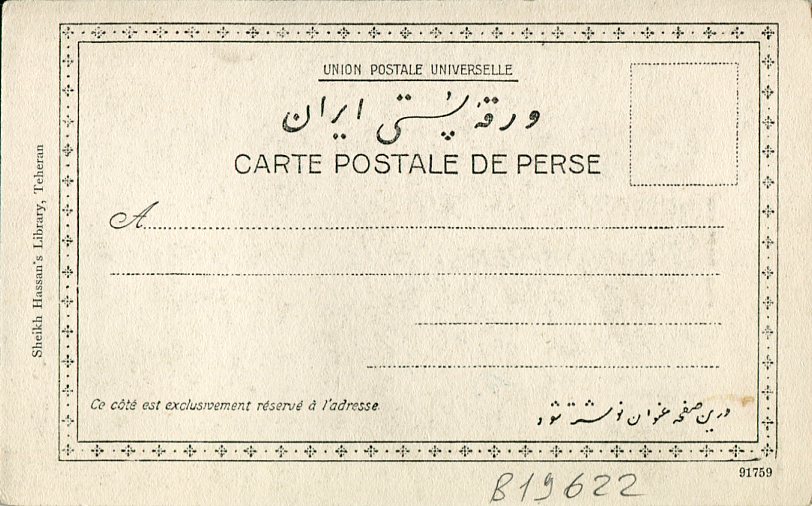 UNION POSTALE UNIVERSELLE
ورقه پُستی ایران
CARTE POSTALE DE PERSE
A
Ce côté est exclusivement réservé à l'adresse.
درین صفحه عنوان نوشته شود
Sheikh Hassan's Library, Teheran
91759
B19622